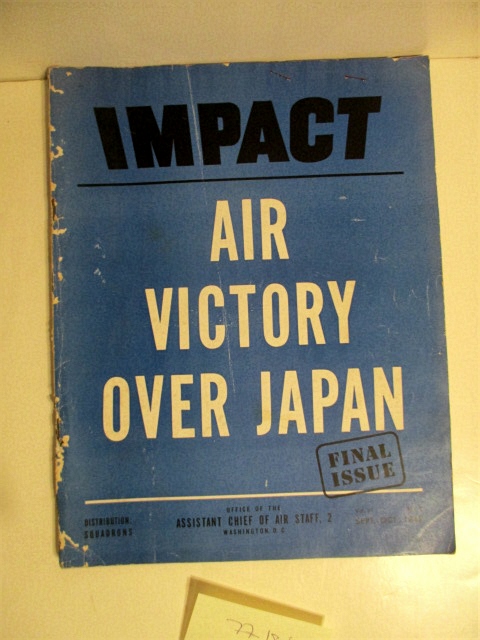 IMPACT
AIR
VICTORY
OVER JAPAN
FINAL
ISSUE
DISTRIBUTION:
SQUADRONS
OFFICE OF THE
ASSISTANT CHIEF OF AIR STAFF, 2
WASHINGTON, D. C.